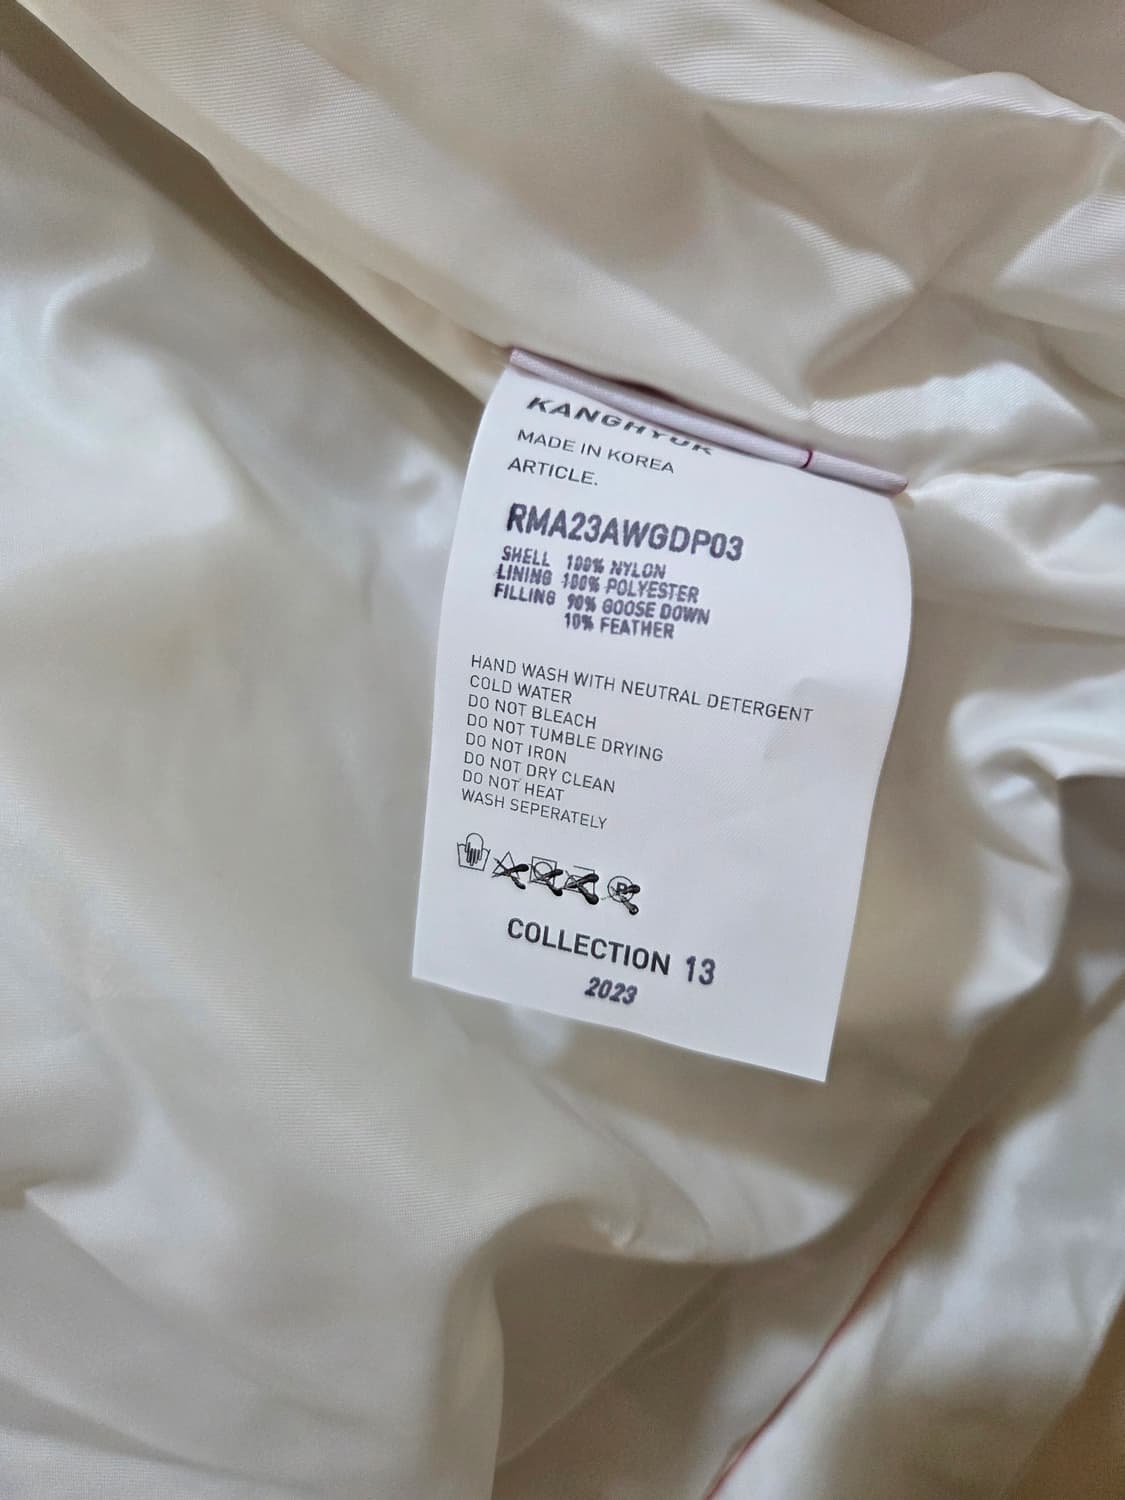 KANGHYUK
MADE IN KOREA
ARTICLE.
RMA23AWGDP03
SHELL 100% NYLON
LINING 100% POLYESTER
FILLING 90% GOOSE DOWN
10% FEATHER
HAND WASH WITH NEUTRAL DETERGENT
COLD WATER
DO NOT BLEACH
DO NOT TUMBLE DRYING
DO NOT IRON
DO NOT DRY CLEAN
DO NOT HEAT
WASH SEPERATELY
P
COLLECTION 13
2023